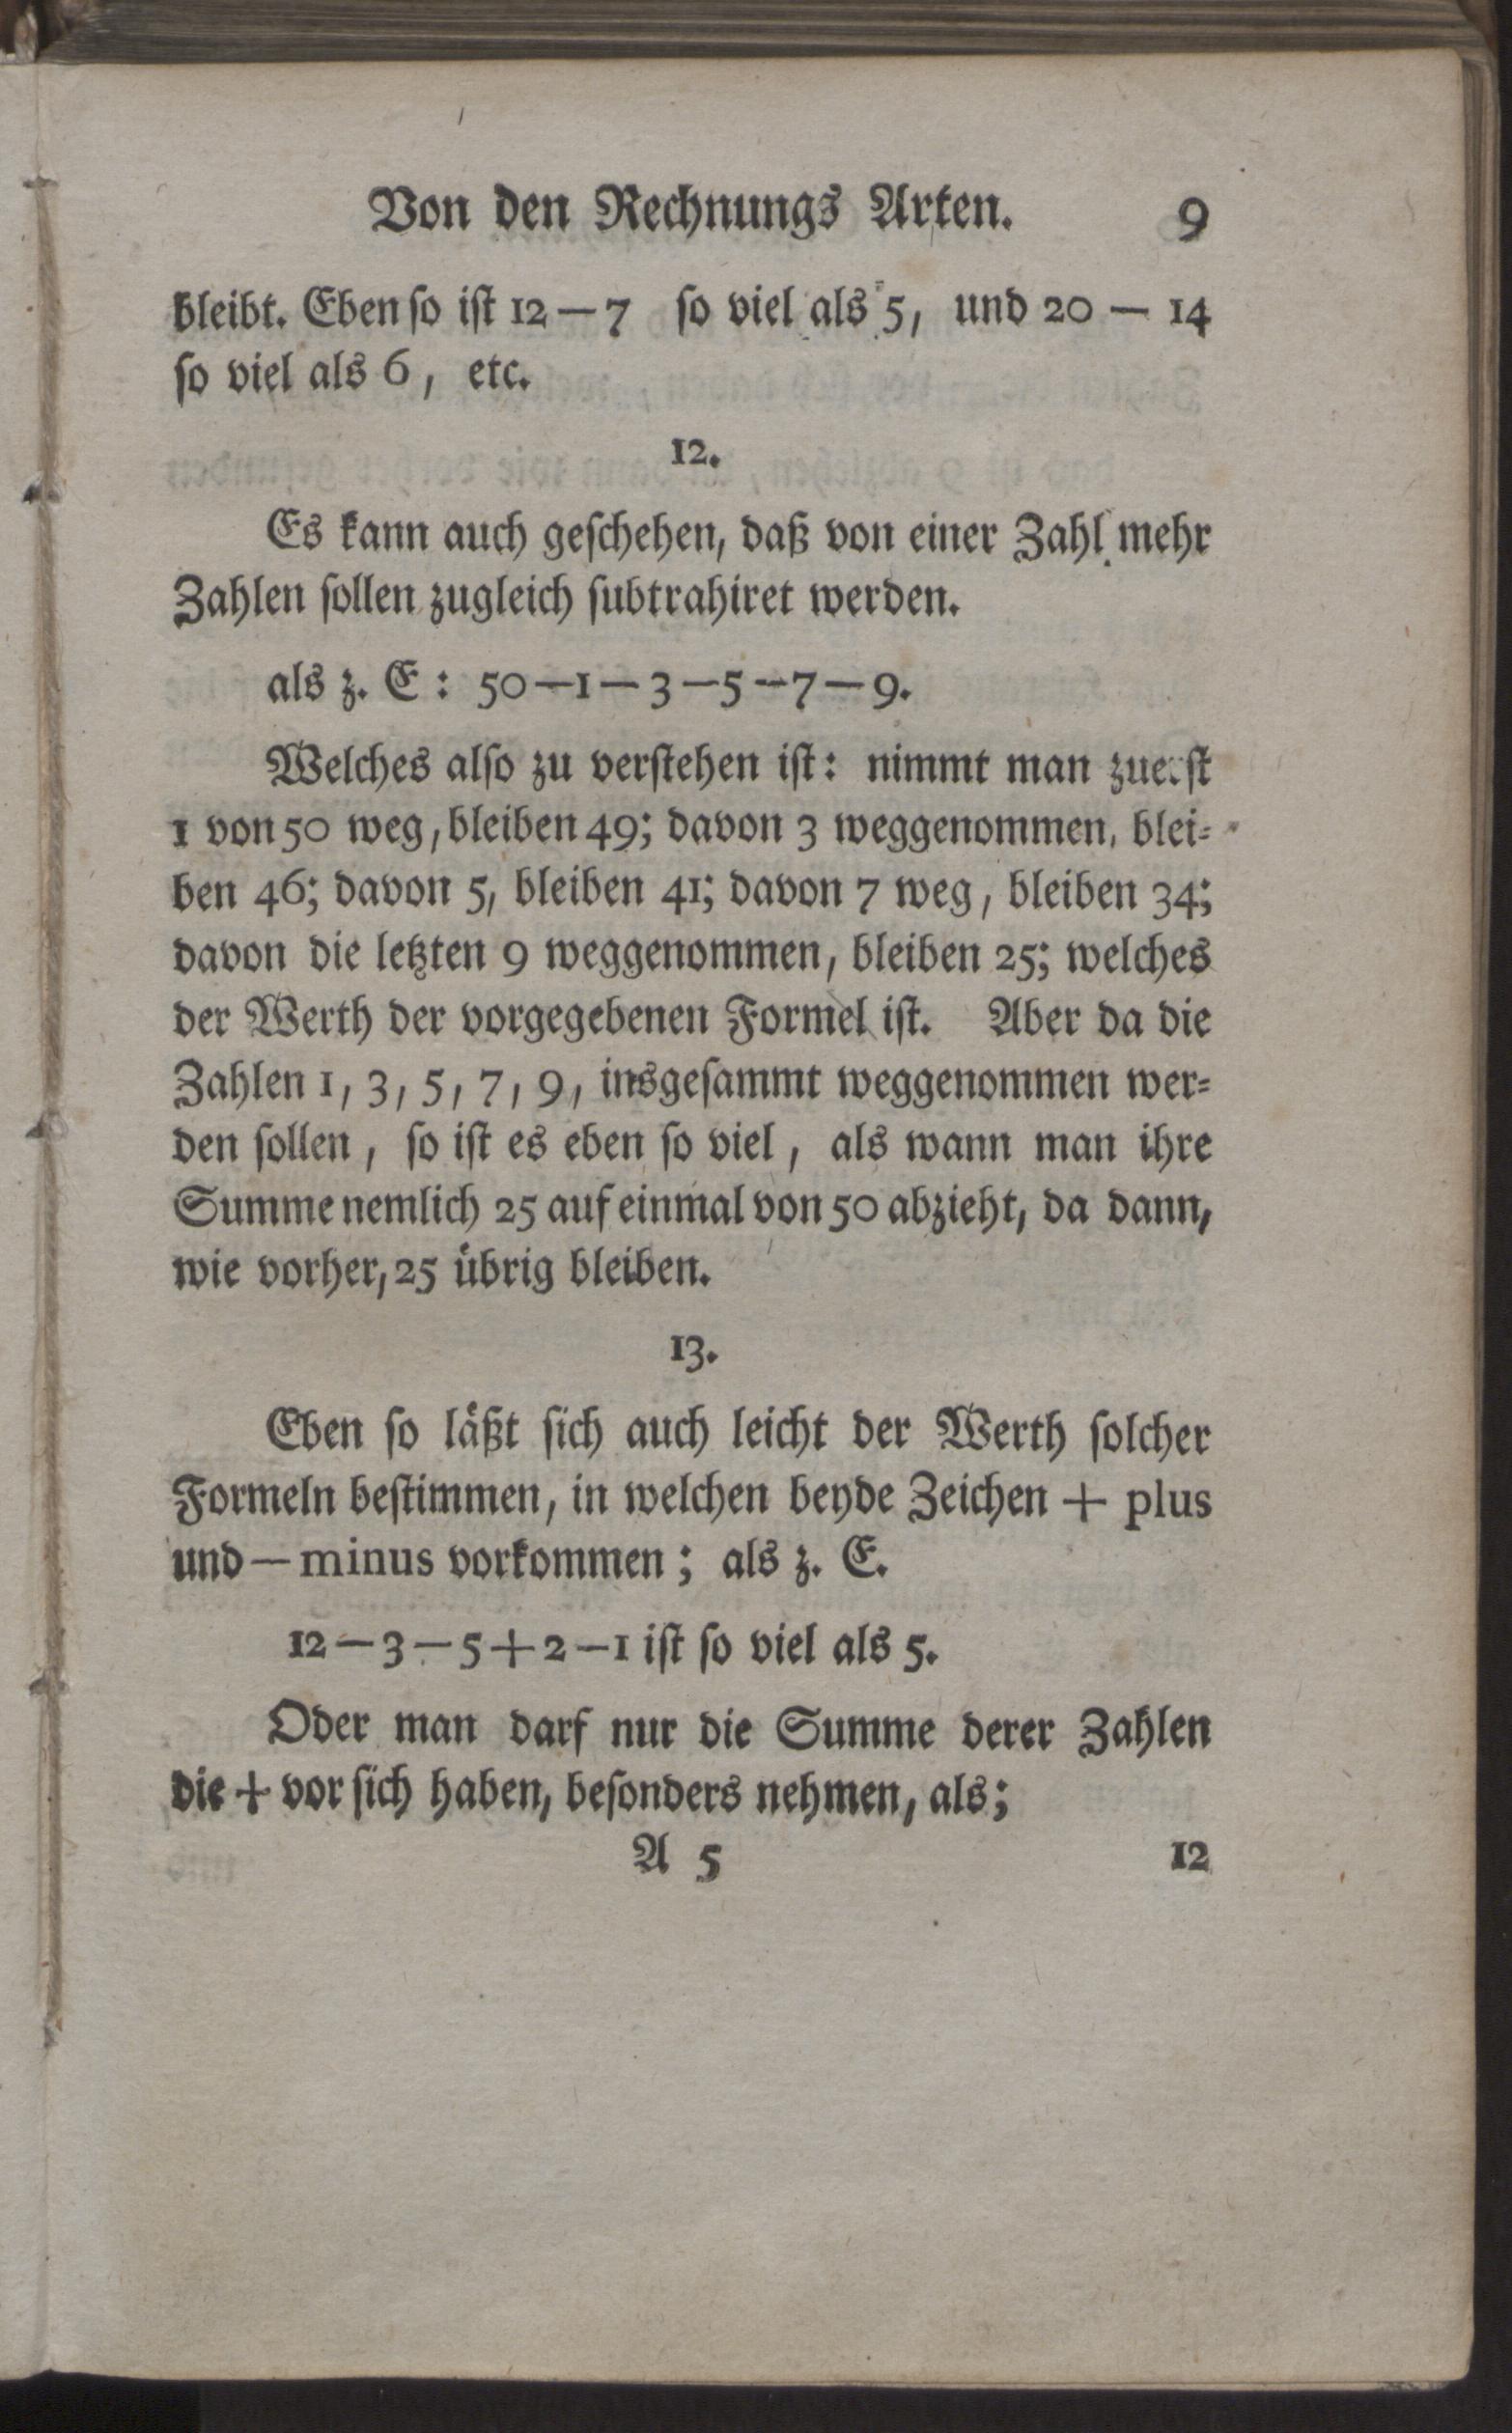 Von den Rechnungs Arten. 9
bleibt. Eben so ist 12 — 7 so viel als 5, und 20 — 14
so viel als 6, etc.
12.
Es kann auch geschehen, daß von einer Zahl mehr
Zahlen sollen zugleich subtrahiret werden.
als z. E: 50—1—3—5—7—9.
Welches also zu verstehen ist: nimmt man zuerst
1 von 50 weg, bleiben 49; davon 3 weggenommen, blei-
ben 46; davon 5, bleiben 41; davon 7 weg, bleiben 34;
davon die letzten 9 weggenommen, bleiben 25; welches
der Werth der vorgegebenen Formel ist. Aber da die
Zahlen 1, 3, 5, 7, 9, insgesammt weggenommen wer-
den sollen, so ist es eben so viel, als wann man ihre
Summe nemlich 25 auf einmal von 50 abzieht, da dann,
wie vorher, 25 übrig bleiben.
13.
Eben so läßt sich auch leicht der Werth solcher
Formeln bestimmen, in welchen beyde Zeichen + plus
und — minus vorkommen; als z. E.
12—3—5+2—1 ist so viel als 5.
Oder man darf nur die Summe derer Zahlen
die + vor sich haben, besonders nehmen, als;
A 5 12